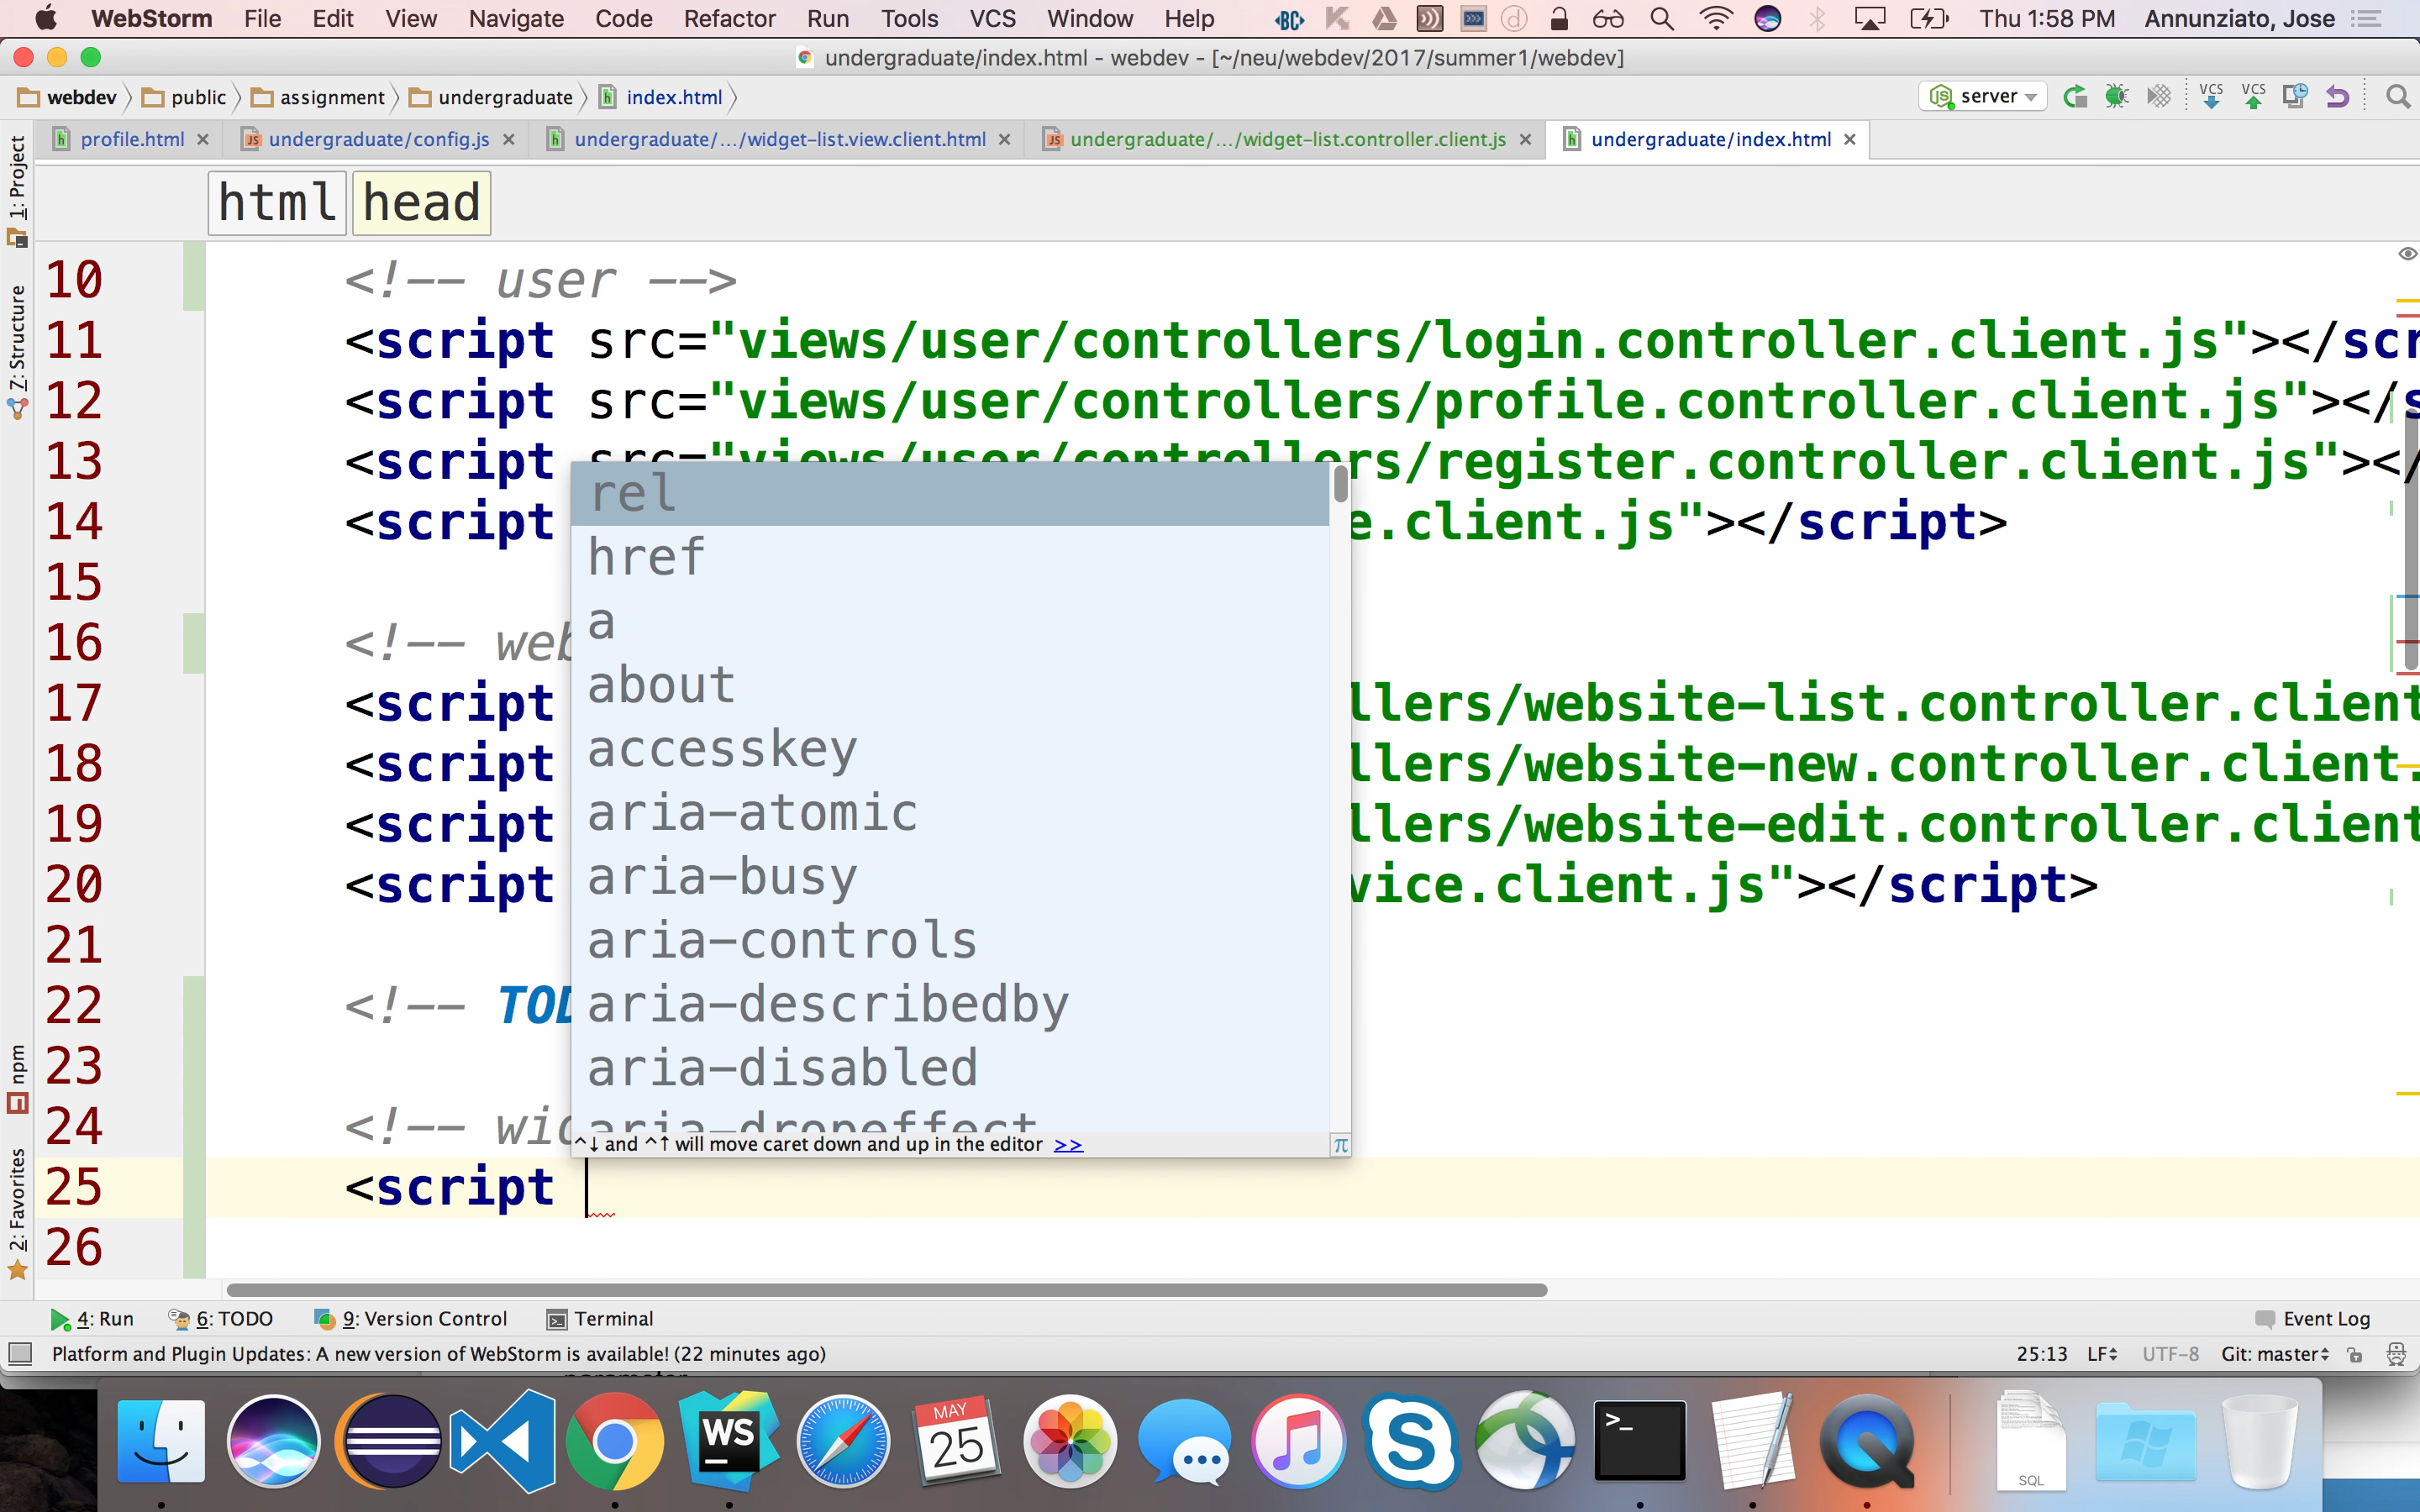 WebStorm File Edit View Navigate Code Refactor Run Tools VCS Window Help Thu 1:58 PM Annunziato, Jose
undergraduate/index.html - webdev - [~/neu/webdev/2017/summer1/webdev]
webdev public assignment undergraduate index.html server VCS VCS
profile.html undergraduate/config.js undergraduate/.../widget-list.view.client.html undergraduate/.../widget-list.controller.client.js undergraduate/index.html
1: Project
7: Structure
npm
2: Favorites
html head
10 <!-- user -->
11 <script src="views/user/controllers/login.controller.client.js"></scr
12 <script src="views/user/controllers/profile.controller.client.js"></s
13 <script src="views/user/controllers/register.controller.client.js"></
14 <script e.client.js"></script>
15
16 <!-- web
17 <script llers/website-list.controller.client
18 <script llers/website-new.controller.client.
19 <script llers/website-edit.controller.client
20 <script vice.client.js"></script>
21
22 <!-- TOD
23
24 <!-- wid
25 <script
26
rel
href
a
about
accesskey
aria-atomic
aria-busy
aria-controls
aria-describedby
aria-disabled
aria-dropeffect
^↓ and ^↑ will move caret down and up in the editor >> π
4: Run 6: TODO 9: Version Control Terminal Event Log
Platform and Plugin Updates: A new version of WebStorm is available! (22 minutes ago) 25:13 LF UTF-8 Git: master
WS
MAY
25
SQL